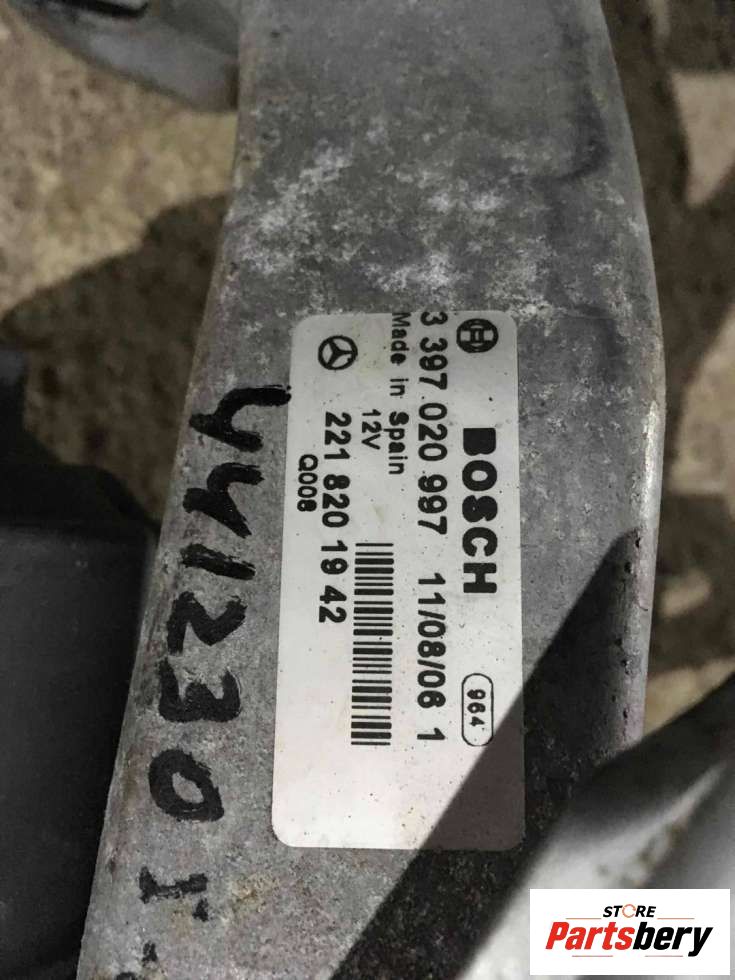 BOSCH
3 397 020 997 11/08/06 1
964
Made in Spain
12V
221 820 19 42
Q008
441230
STORE
Partsbery